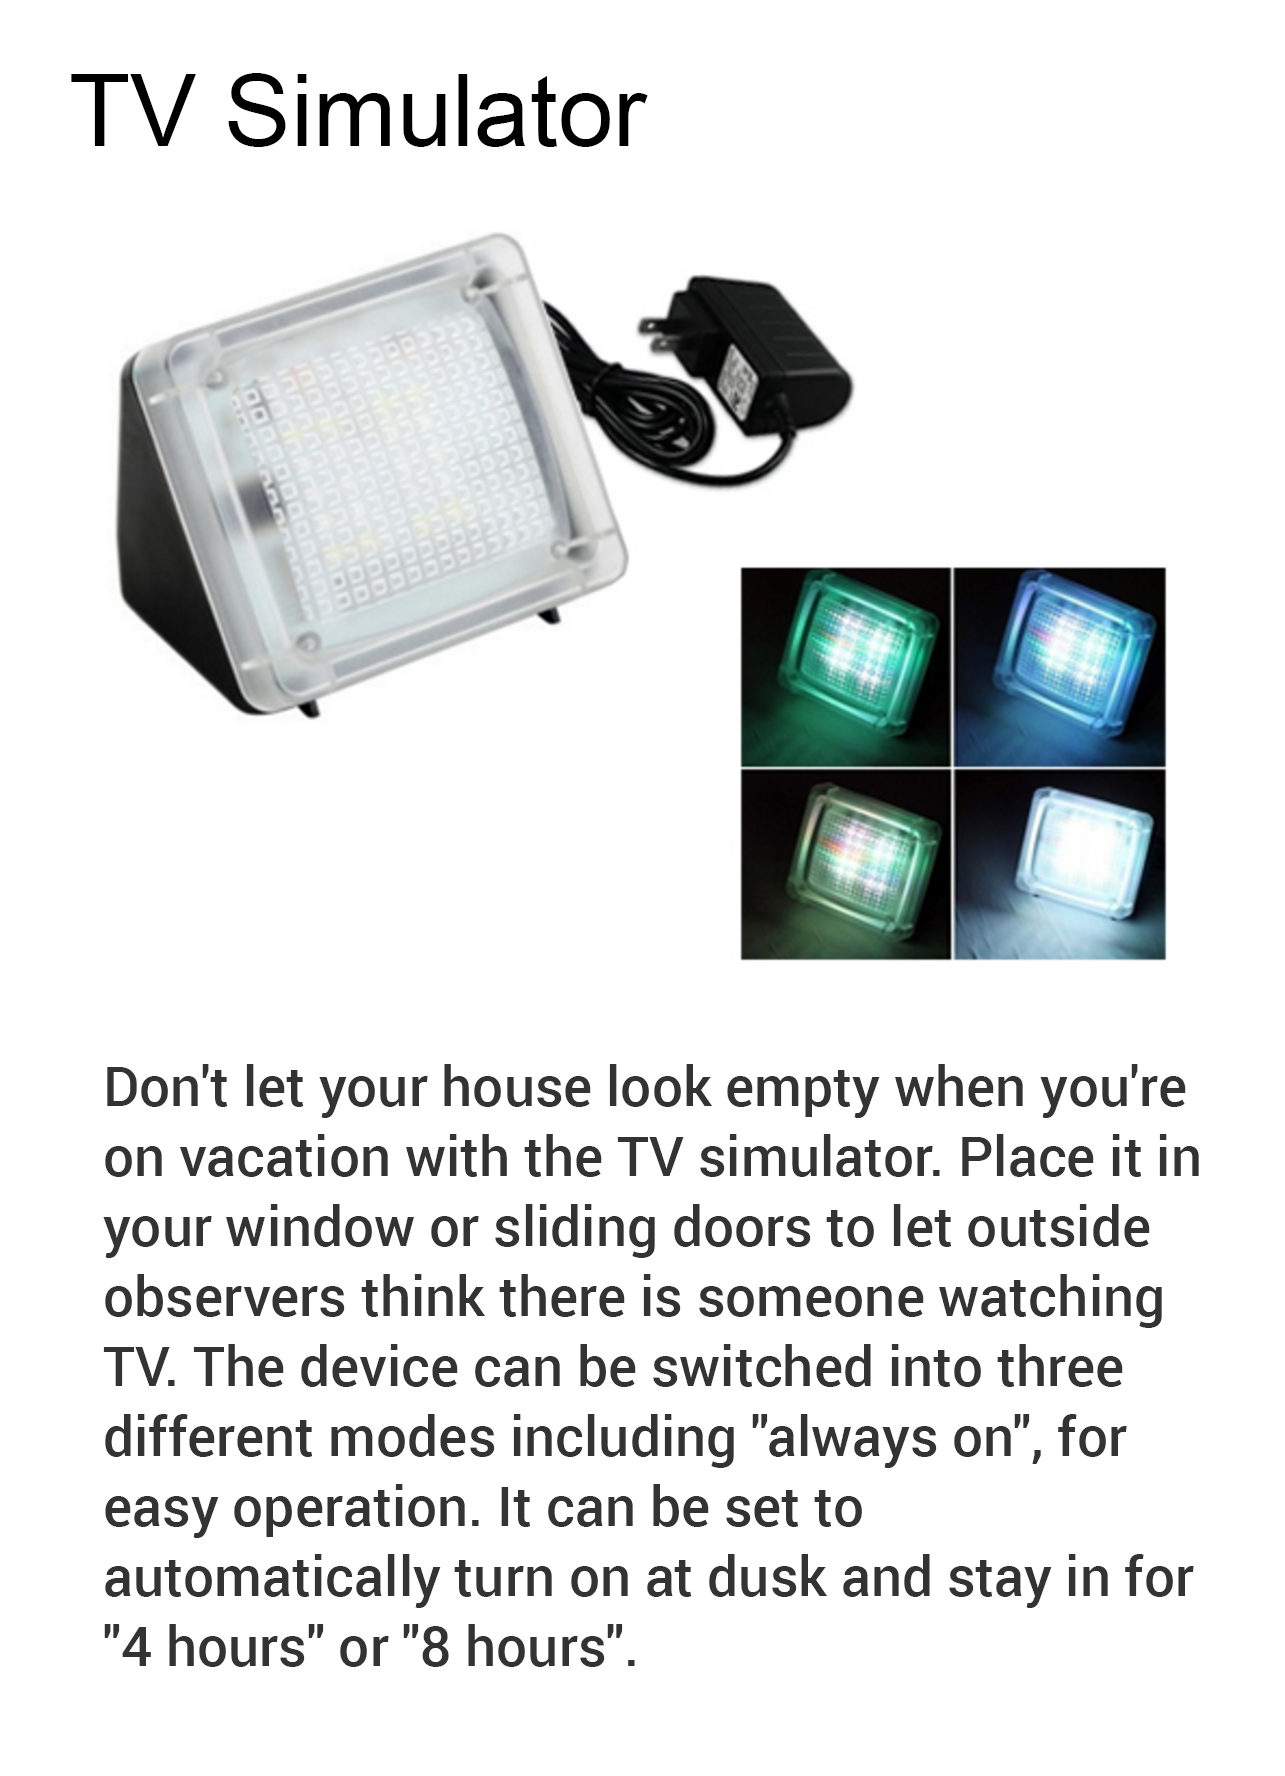 TV Simulator
Don't let your house look empty when you're
on vacation with the TV simulator. Place it in
your window or sliding doors to let outside
observers think there is someone watching
TV. The device can be switched into three
different modes including "always on", for
easy operation. It can be set to
automatically turn on at dusk and stay in for
"4 hours" or "8 hours".